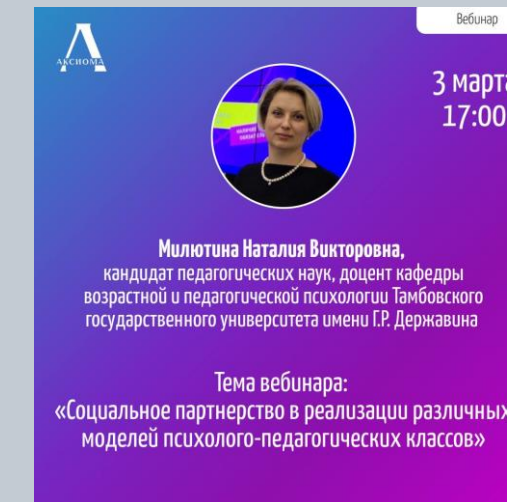 Вебинар
АКСИОМА
3 марта
17:00
Милютина Наталия Викторовна,
кандидат педагогических наук, доцент кафедры
возрастной и педагогической психологии Тамбовского
государственного университета имени Г.Р. Державина
Тема вебинара:
«Социальное партнерство в реализации различных
моделей психолого-педагогических классов»